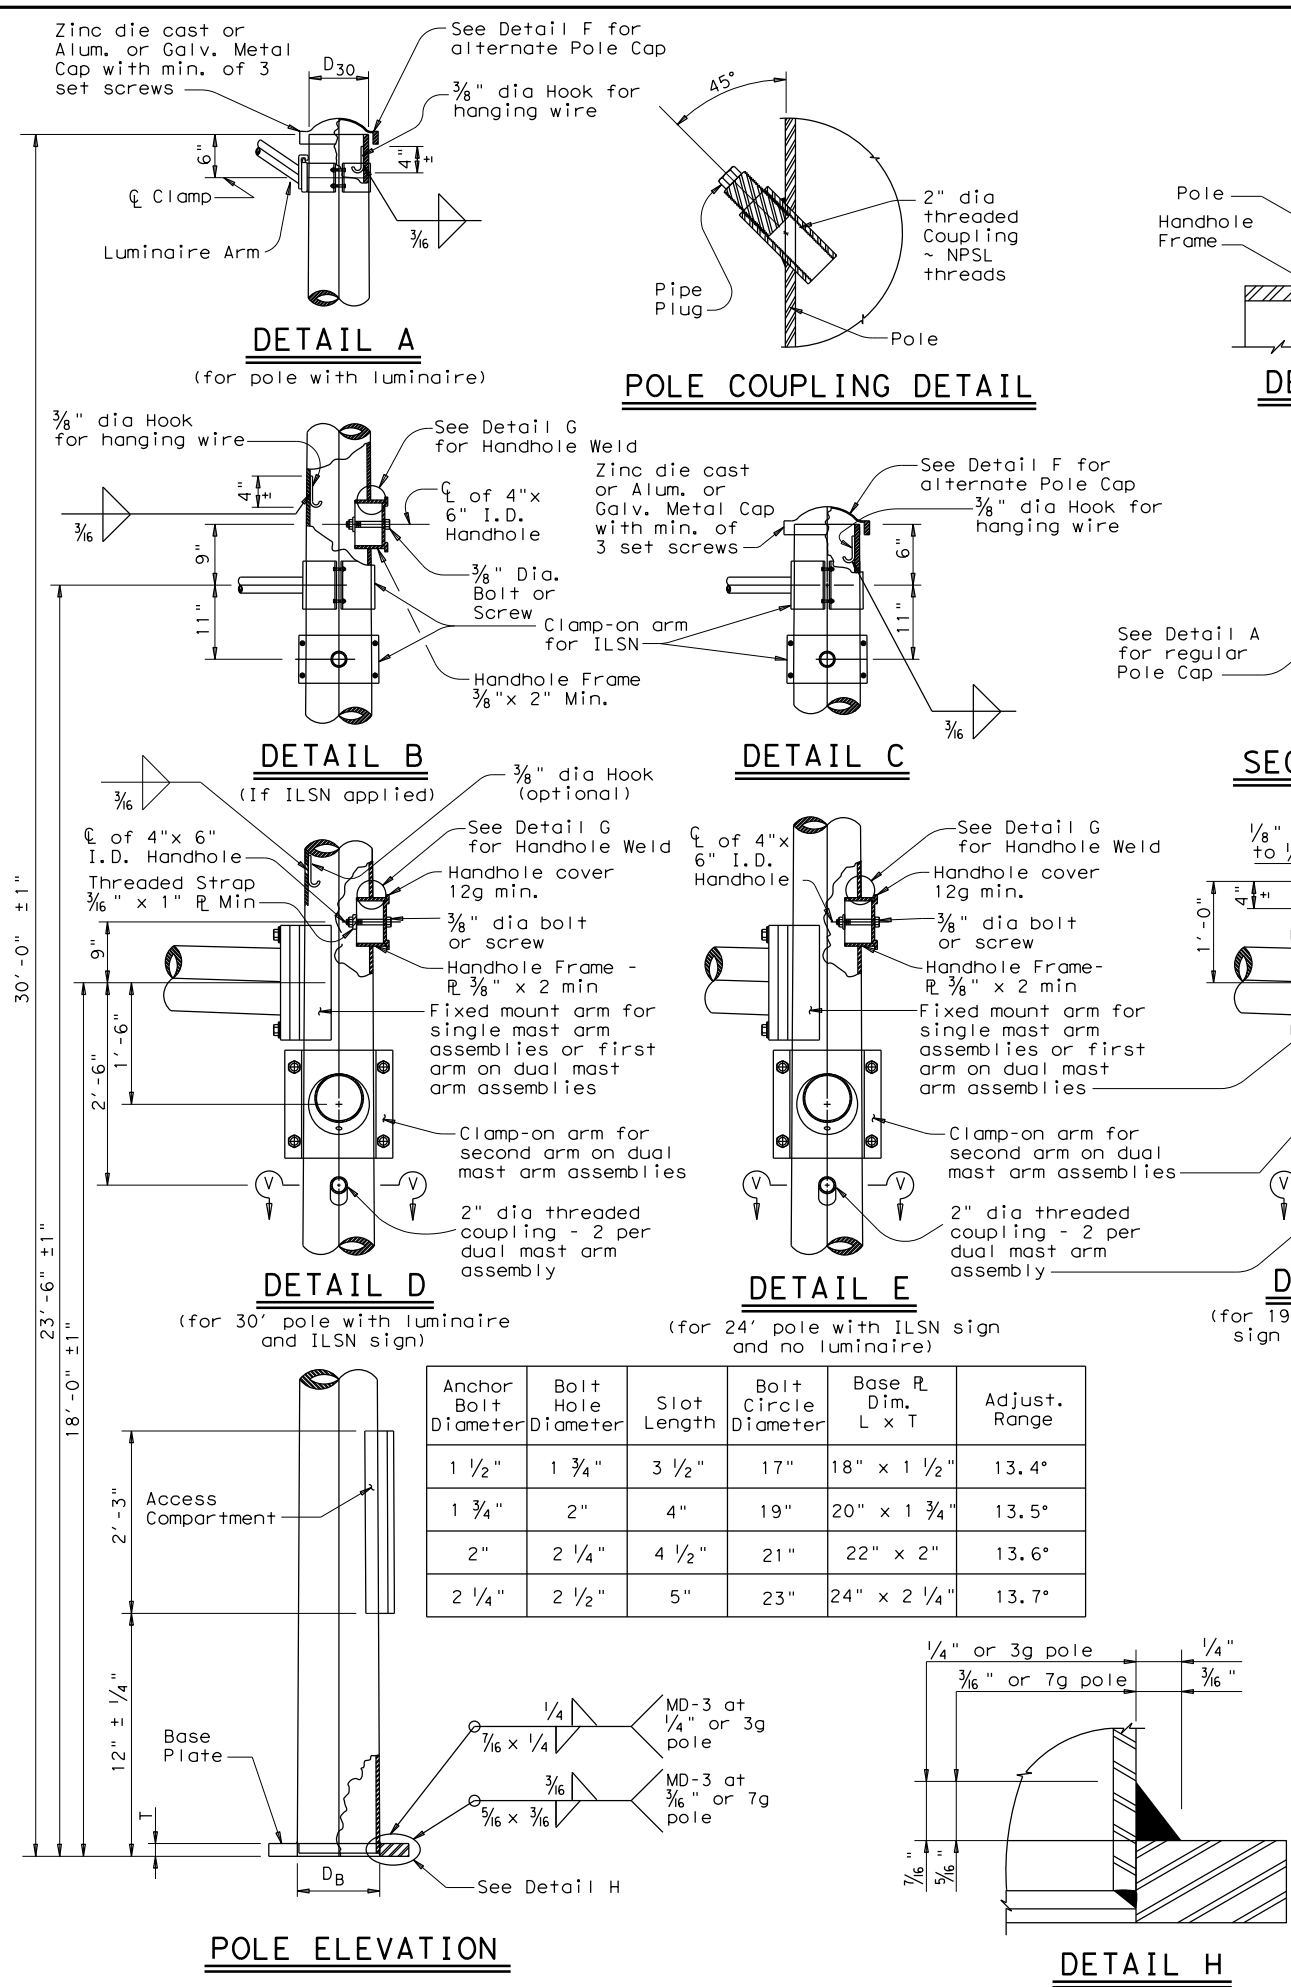 Zinc die cast or
Alum. or Galv. Metal
Cap with min. of 3
set screws
D30
See Detail F for
alternate Pole Cap
3/8" dia Hook for
hanging wire
6"
4" ±
℄ Clamp
Luminaire Arm
3/16
DETAIL A
(for pole with luminaire)
45°
2" dia
threaded
Coupling
~ NPSL
threads
Pipe
Plug
Pole
POLE COUPLING DETAIL
Pole
Handhole
Frame
3/8" dia Hook
for hanging wire
See Detail G
for Handhole Weld
4" ±
3/16
℄ of 4"x
6" I.D.
Handhole
9"
11"
3/8" Dia.
Bolt or
Screw
Clamp-on arm
for ILSN
Handhole Frame
3/8"x 2" Min.
DETAIL B
(If ILSN applied)
Zinc die cast
or Alum. or
Galv. Metal Cap
with min. of
3 set screws
See Detail F for
alternate Pole Cap
3/8" dia Hook for
hanging wire
6"
11"
3/16
DETAIL C
See Detail A
for regular
Pole Cap
3/16
3/8" dia Hook
(optional)
℄ of 4"x 6"
I.D. Handhole
Threaded Strap
3/16" x 1" ⅊ Min
See Detail G
for Handhole Weld
Handhole cover
12g min.
3/8" dia bolt
or screw
Handhole Frame -
⅊ 3/8" x 2 min
Fixed mount arm for
single mast arm
assemblies or first
arm on dual mast
arm assemblies
Clamp-on arm for
second arm on dual
mast arm assemblies
2" dia threaded
coupling - 2 per
dual mast arm
assembly
9"
1'-6"
2'-6"
V
V
DETAIL D
(for 30' pole with luminaire
and ILSN sign)
℄ of 4"x
6" I.D.
Handhole
See Detail G
for Handhole Weld
Handhole cover
12g min.
3/8" dia bolt
or screw
Handhole Frame-
⅊ 3/8" x 2 min
Fixed mount arm for
single mast arm
assemblies or first
arm on dual mast
arm assemblies
Clamp-on arm for
second arm on dual
mast arm assemblies
2" dia threaded
coupling - 2 per
dual mast arm
assembly
V
V
DETAIL E
(for 24' pole with ILSN sign
and no luminaire)
1/8"
4" ±
1'-0"
V
(for 19
sign
30'-0" ±1"
23'-6" ±1"
18'-0" ±1"
Anchor Bolt Diameter | Bolt Hole Diameter | Slot Length | Bolt Circle Diameter | Base ⅊ Dim. L x T | Adjust. Range
1 1/2" | 1 3/4" | 3 1/2" | 17" | 18" x 1 1/2" | 13.4°
1 3/4" | 2" | 4" | 19" | 20" x 1 3/4" | 13.5°
2" | 2 1/4" | 4 1/2" | 21" | 22" x 2" | 13.6°
2 1/4" | 2 1/2" | 5" | 23" | 24" x 2 1/4" | 13.7°
2'-3"
Access
Compartment
12" ± 1/4"
Base
Plate
T
DB
1/4
7/16 x 1/4
MD-3 at
1/4" or 3g
pole
3/16
5/16 x 3/16
MD-3 at
3/16" or 7g
pole
See Detail H
POLE ELEVATION
1/4" or 3g pole
1/4"
3/16" or 7g pole
3/16"
7/16"
5/16"
DETAIL H